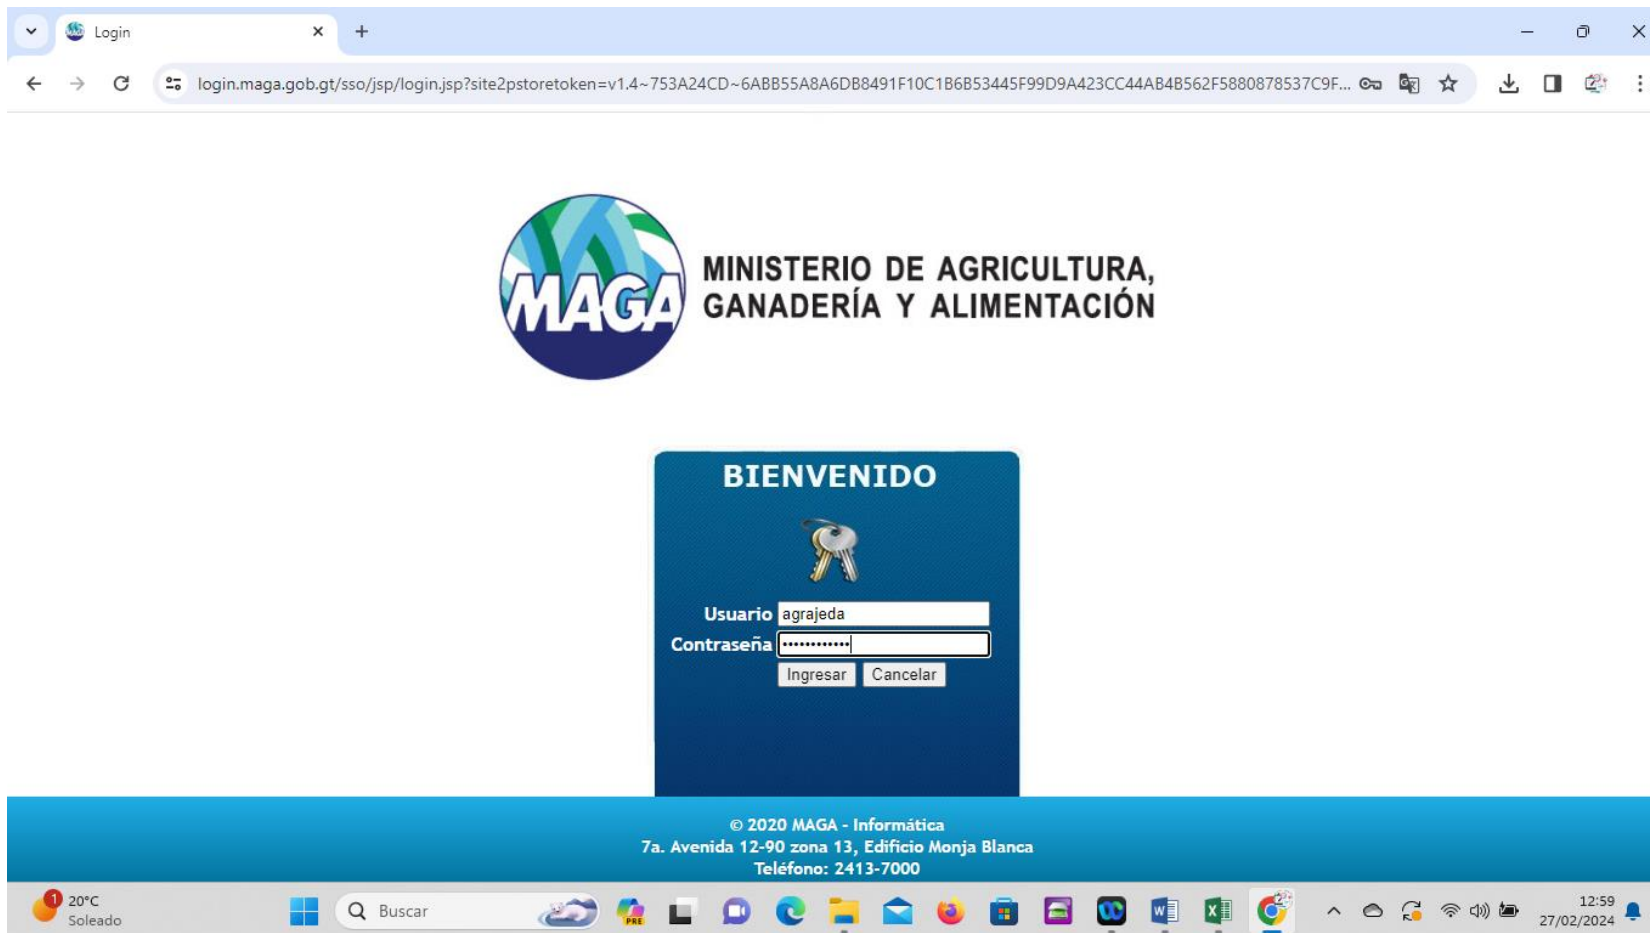 Login
login.maga.gob.gt/sso/jsp/login.jsp?site2pstoretoken=v1.4~753A24CD~6ABB55A8A6DB8491F10C1B6B53445F99D9A423CC44AB4B562F5880878537C9F...
MAGA
MINISTERIO DE AGRICULTURA,
GANADERÍA Y ALIMENTACIÓN
BIENVENIDO
Usuario agrajeda
Contraseña ••••••••••••
Ingresar Cancelar
© 2020 MAGA - Informática
7a. Avenida 12-90 zona 13, Edificio Monja Blanca
Teléfono: 2413-7000
1 20°C
Soleado
Buscar
PRE
12:59
27/02/2024